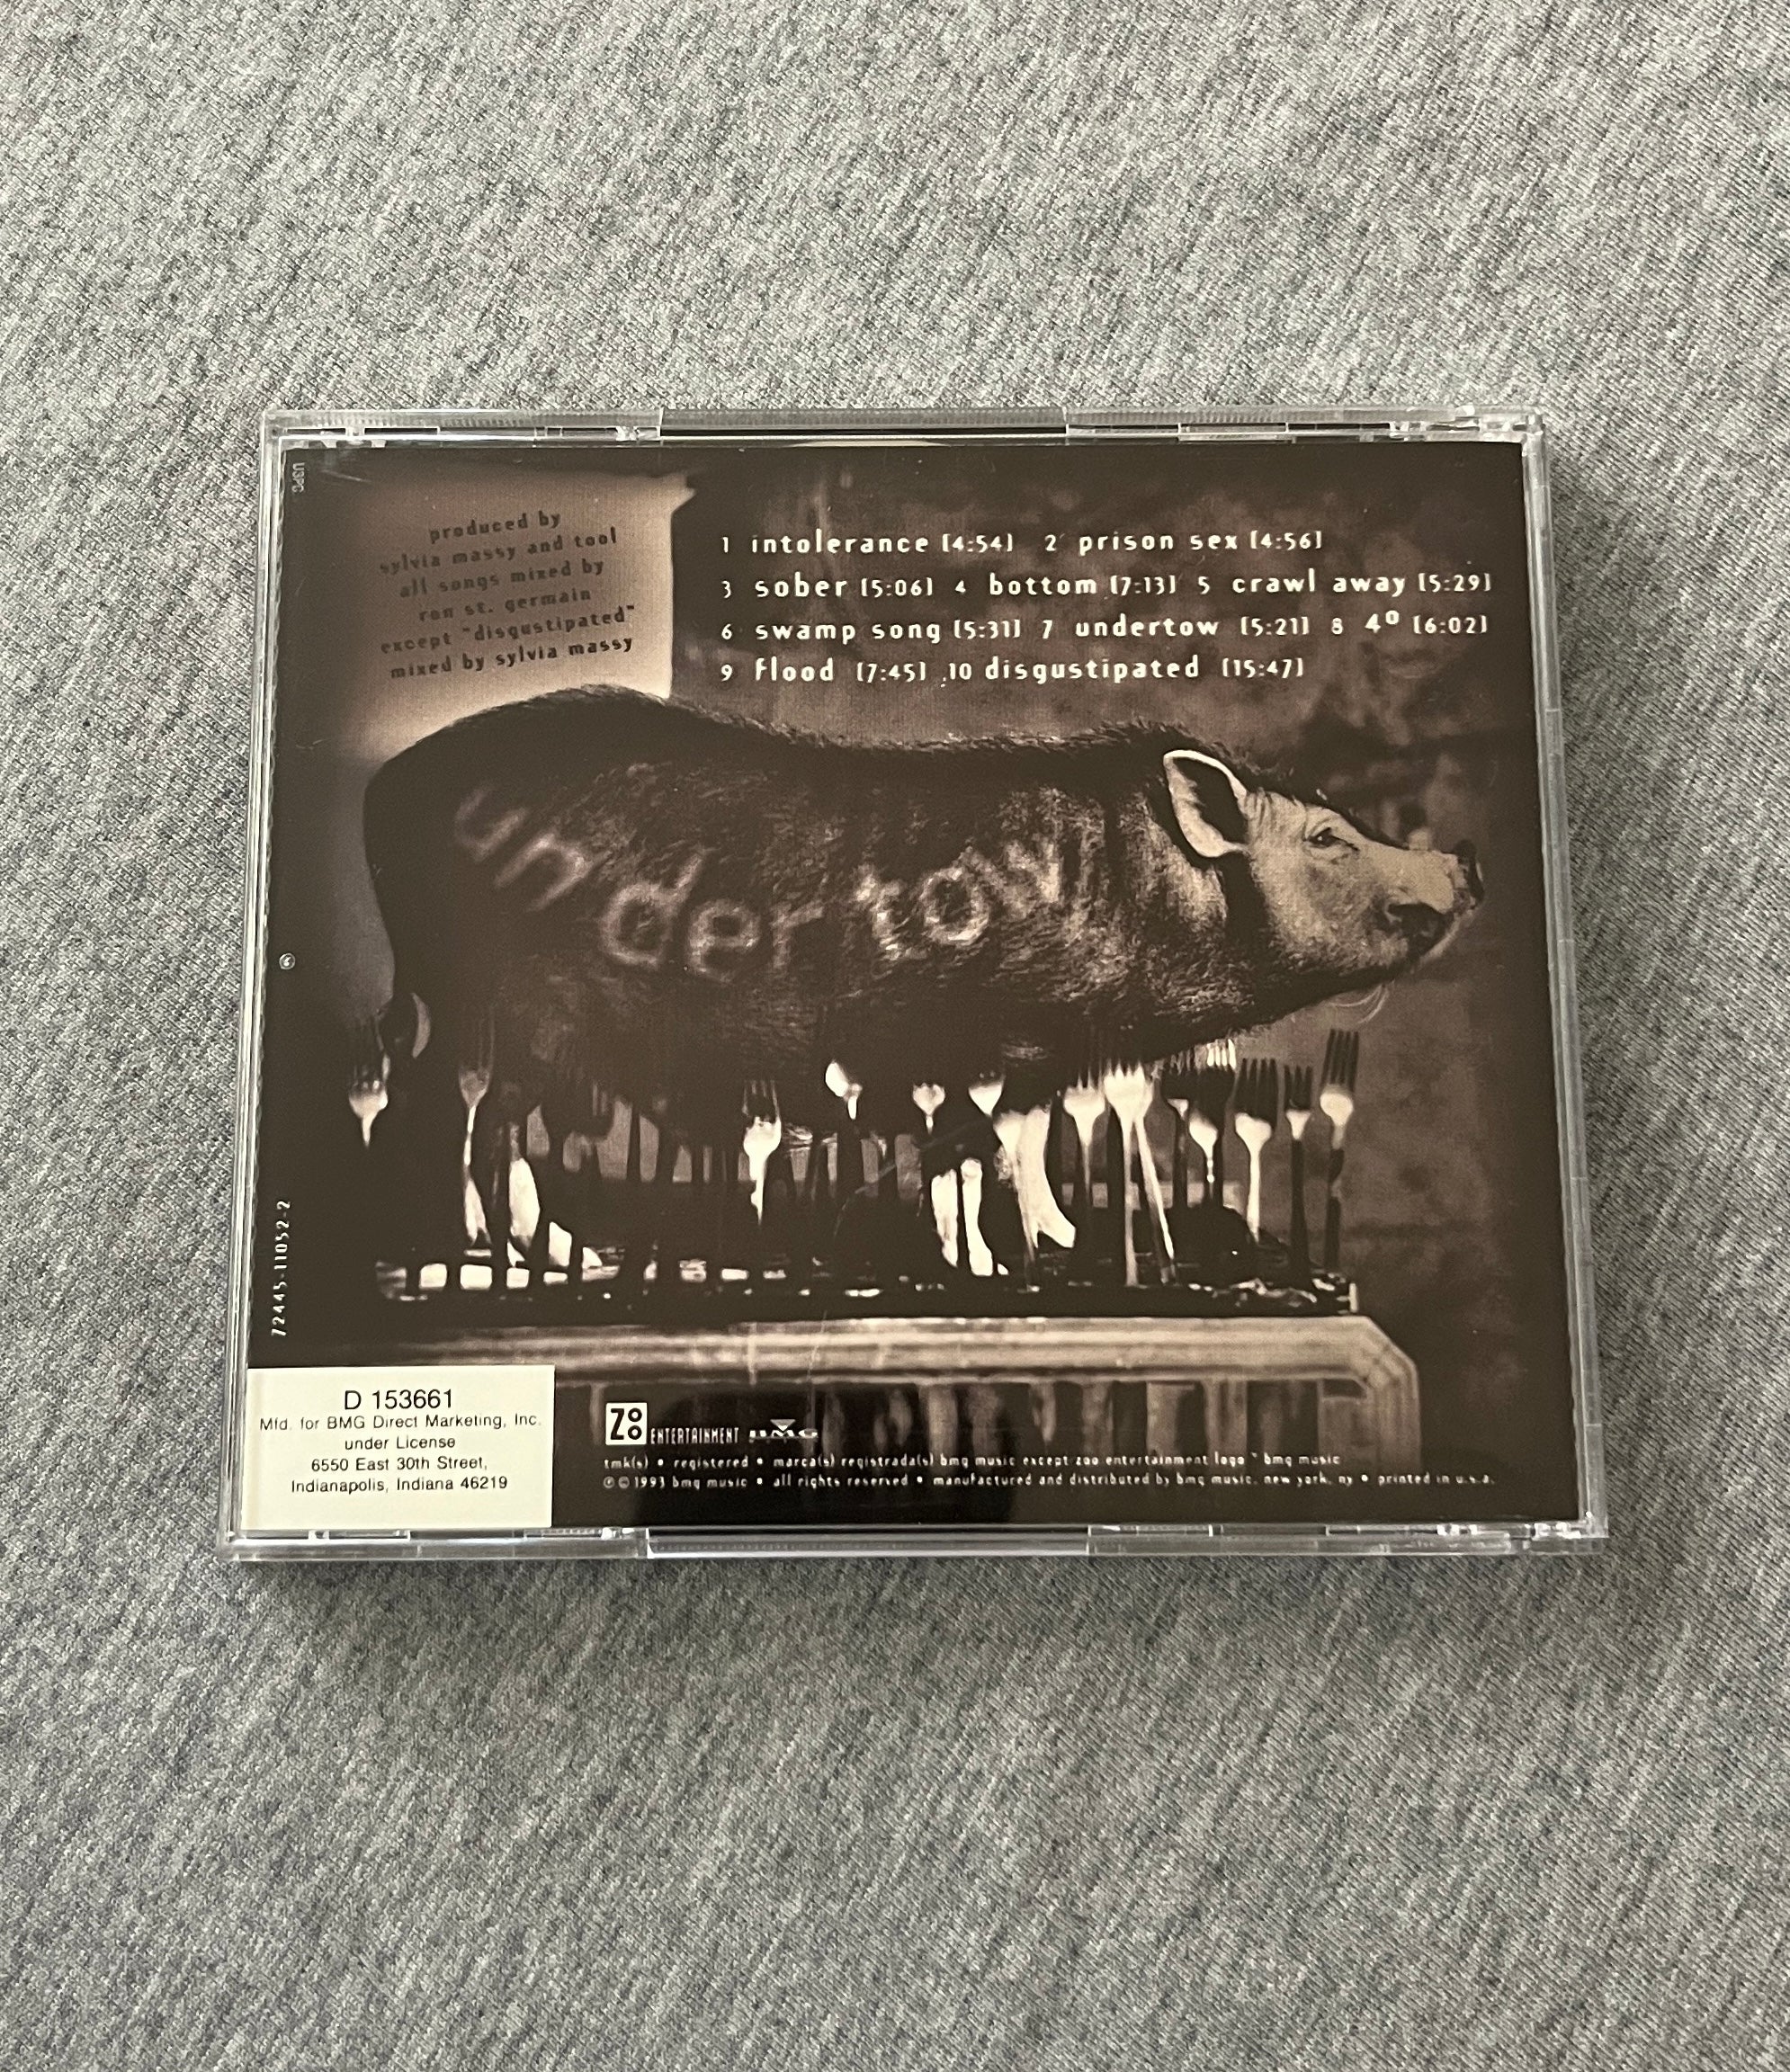 produced by
sylvia massy and tool
all songs mixed by
ron st. germain
except "disgustipated"
mixed by sylvia massy
1 intolerance [4:54] 2 prison sex [4:56]
3 sober [5:06] 4 bottom [7:13] 5 crawl away [5:29]
6 swamp song [5:31] 7 undertow [5:21] 8 4º [6:02]
9 flood [7:45] 10 disgustipated [15:47]
undertow
72445-11052-2
D 153661
Mfd. for BMG Direct Marketing, Inc.
under License
6550 East 30th Street,
Indianapolis, Indiana 46219
ZOO ENTERTAINMENT BMG
tmk(s) • registered • marca(s) registrada(s) bmg music except zoo entertainment logo ™ bmg music
℗ © 1993 bmg music • all rights reserved • manufactured and distributed by bmg music, new york, ny • printed in u.s.a.